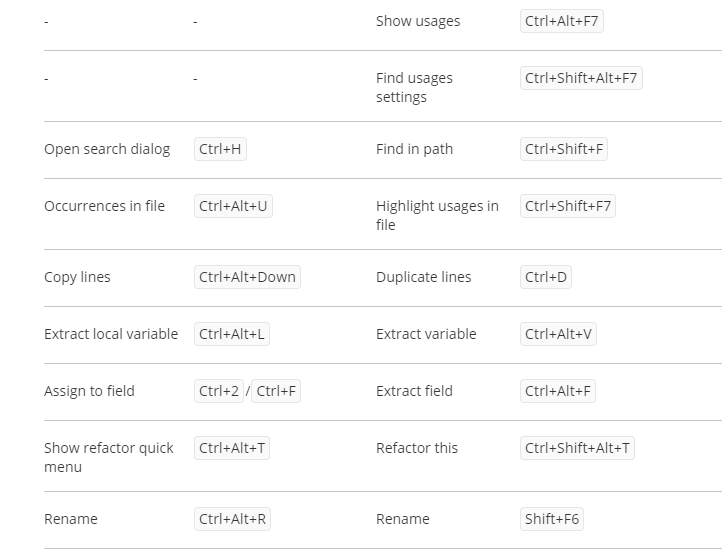 - - Show usages Ctrl+Alt+F7
- - Find usages Ctrl+Shift+Alt+F7
settings
Open search dialog Ctrl+H Find in path Ctrl+Shift+F
Occurrences in file Ctrl+Alt+U Highlight usages in Ctrl+Shift+F7
file
Copy lines Ctrl+Alt+Down Duplicate lines Ctrl+D
Extract local variable Ctrl+Alt+L Extract variable Ctrl+Alt+V
Assign to field Ctrl+2 / Ctrl+F Extract field Ctrl+Alt+F
Show refactor quick Ctrl+Alt+T Refactor this Ctrl+Shift+Alt+T
menu
Rename Ctrl+Alt+R Rename Shift+F6